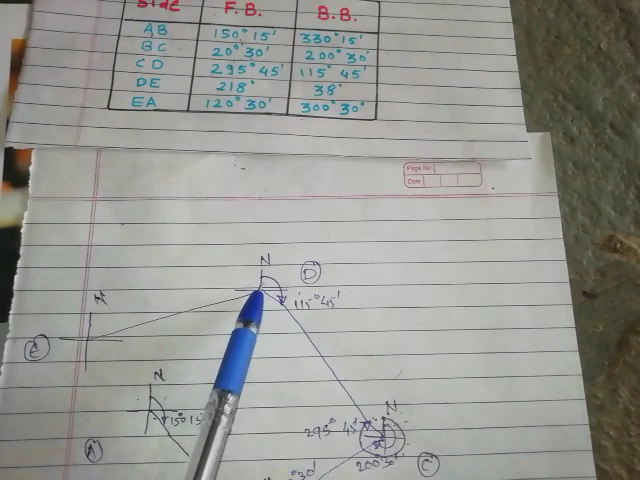 Side F.B. B.B.
AB 150° 15' 330° 15'
BC 20° 30' 200° 30'
CD 295° 45' 115° 45'
DE 218° 38°
EA 120° 30' 300° 30'
Page No.
Date
N
D
N
115° 45'
E
N
N
150° 15
295° 45'
A
200° 30'
C
°30'